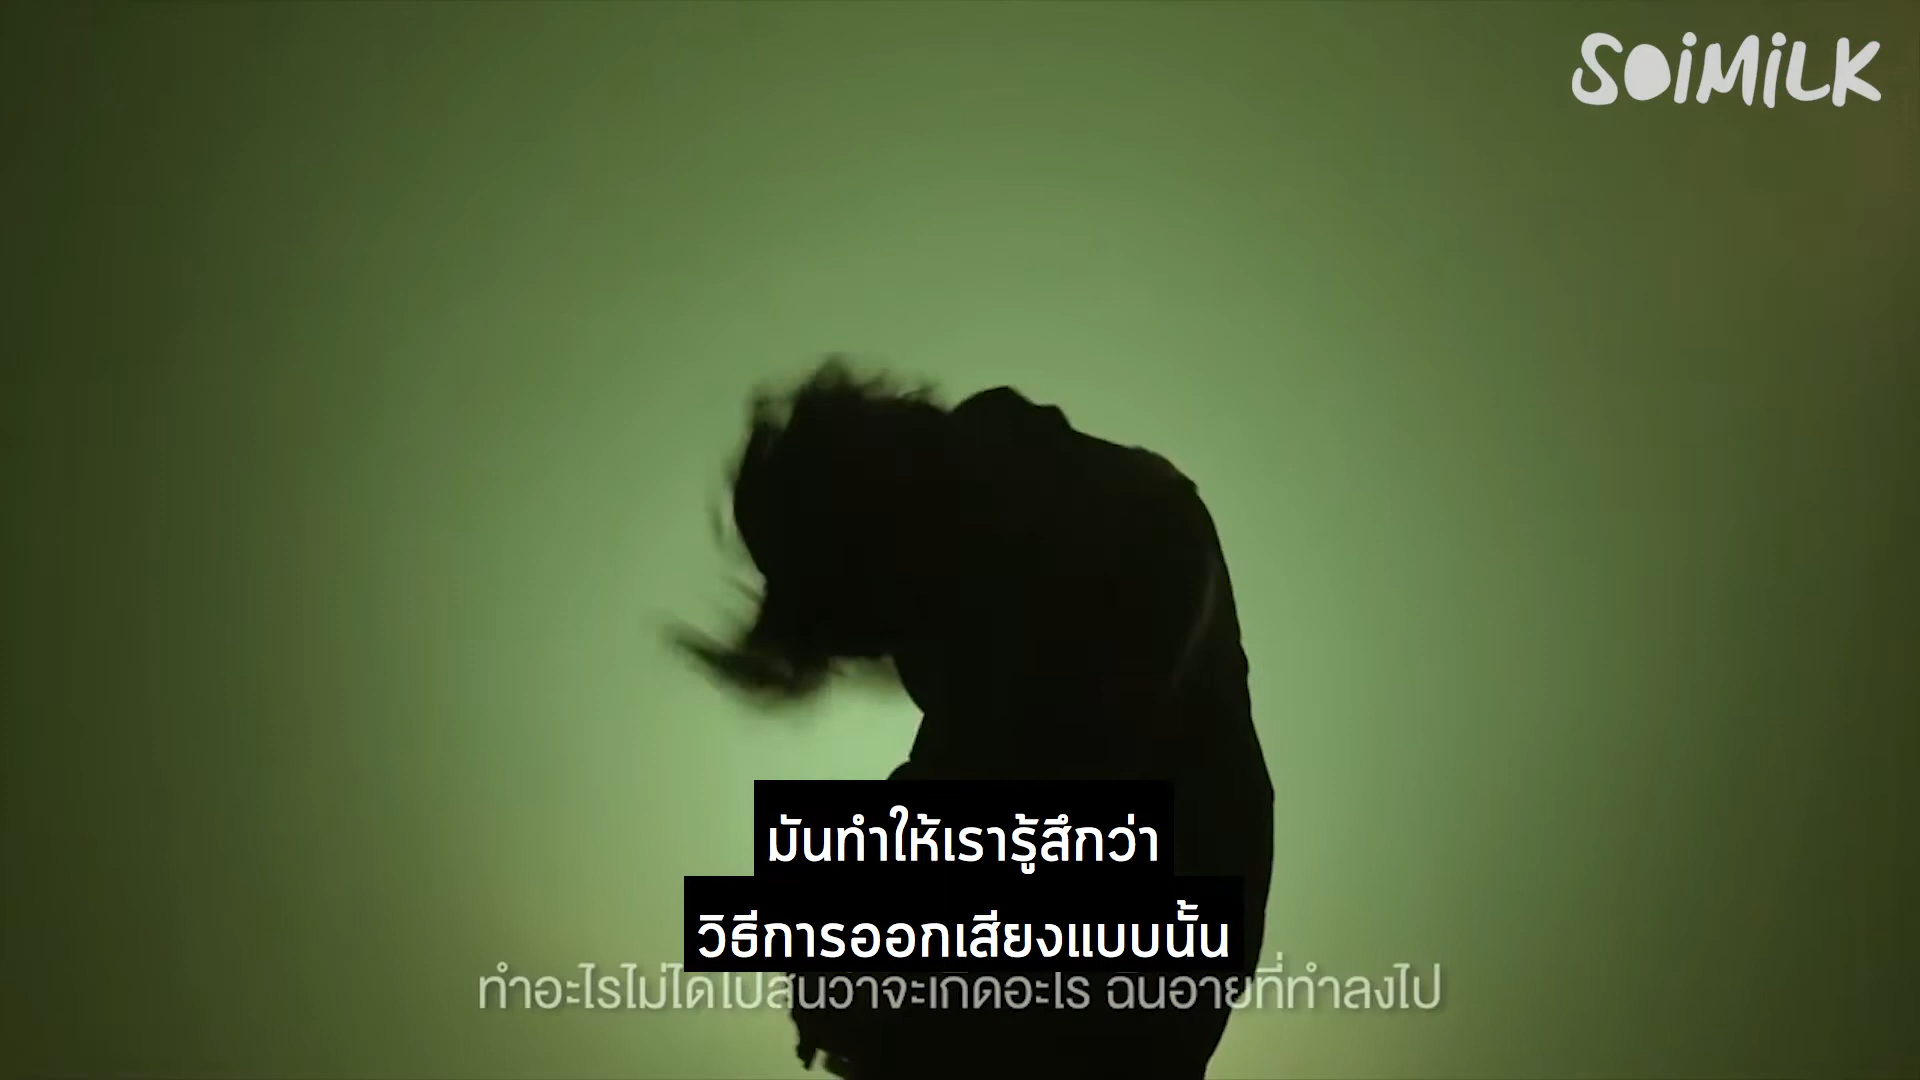 SOiMiLK
มันทำให้เรารู้สึกว่า
วิธีการออกเสียงแบบนั้น
ทำอะไรไม่ได้ไปสนว่าจะเกิดอะไร ฉันอายที่ทำลงไป